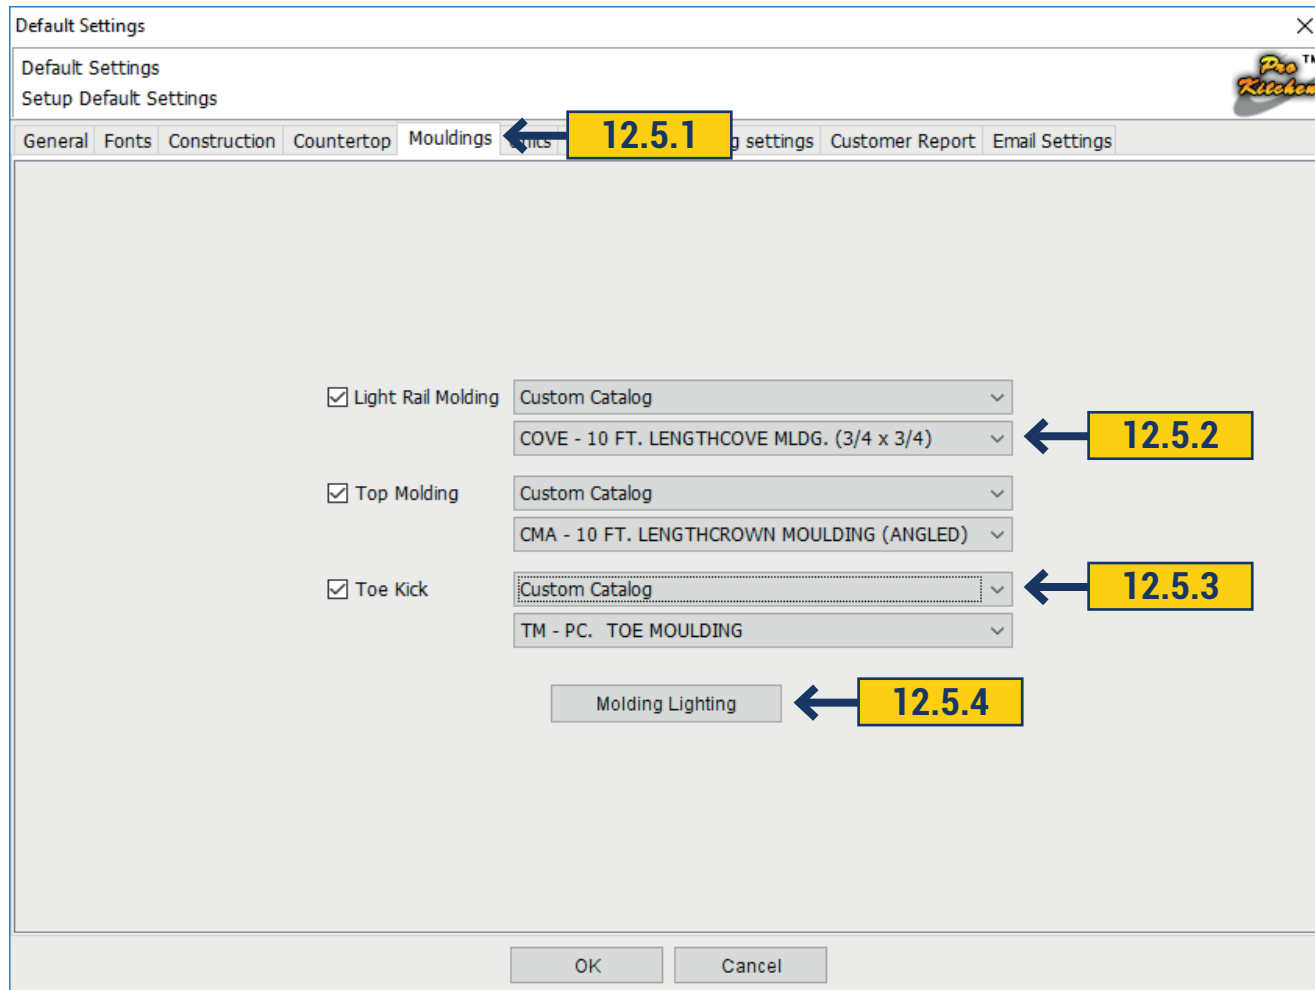 Default Settings
Default Settings
Setup Default Settings
Pro Kitchen TM
General Fonts Construction Countertop Mouldings 12.5.1 settings Customer Report Email Settings
Light Rail Molding Custom Catalog
COVE - 10 FT. LENGTHCOVE MLDG. (3/4 x 3/4) 12.5.2
Top Molding Custom Catalog
CMA - 10 FT. LENGTHCROWN MOULDING (ANGLED)
Toe Kick Custom Catalog 12.5.3
TM - PC. TOE MOULDING
Molding Lighting 12.5.4
OK Cancel